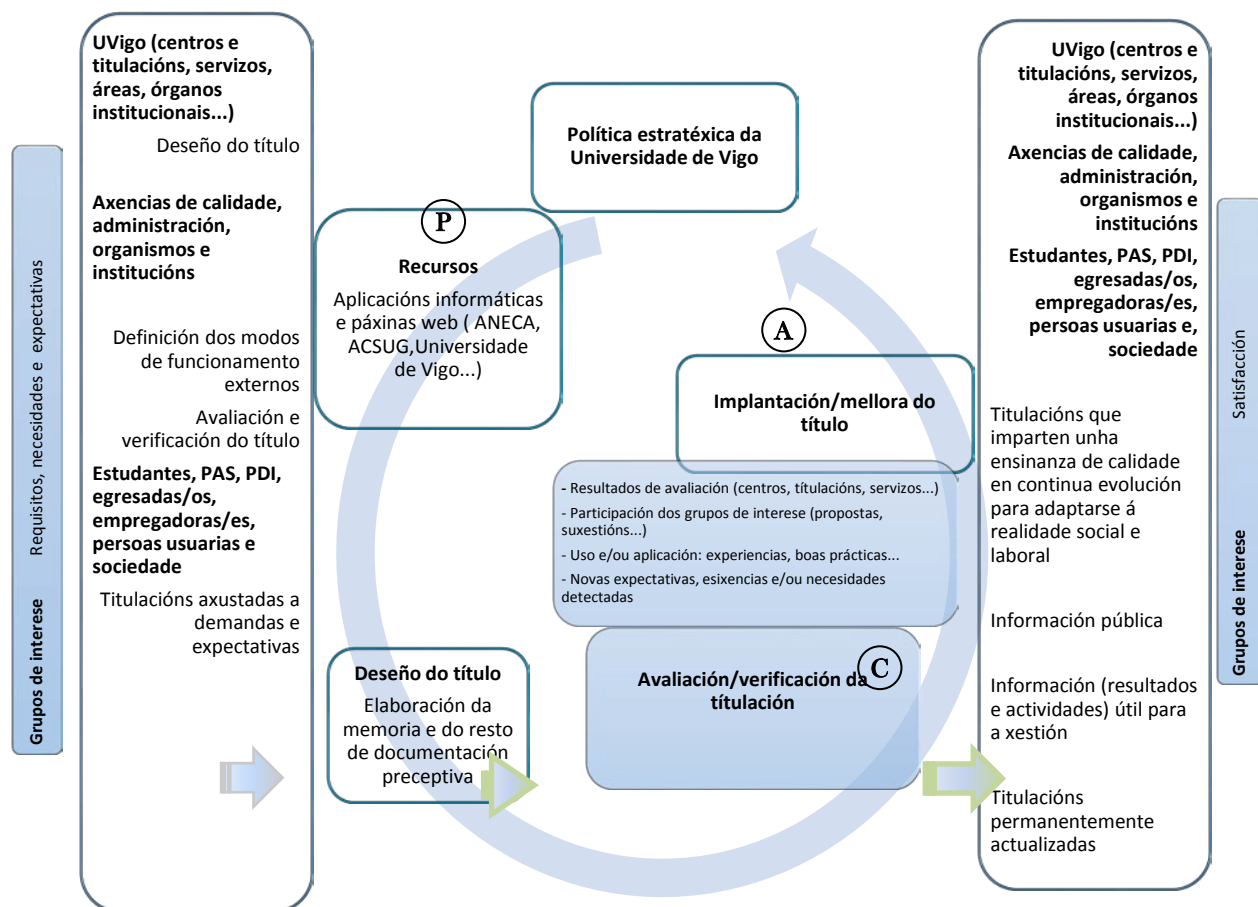 Grupos de interese Requisitos, necesidades e expectativas
UVigo (centros e
titulacións, servizos,
áreas, órganos
institucionais...)
Deseño do título
Axencias de calidade,
administración,
organismos e
institucións
Definición dos modos
de funcionamento
externos
Avaliación e
verificación do título
Estudantes, PAS, PDI,
egresadas/os,
empregadoras/es,
persoas usuarias e
sociedade
Titulacións axustadas a
demandas e
expectativas
Política estratéxica da
Universidade de Vigo
P
Recursos
Aplicacións informáticas
e páxinas web ( ANECA,
ACSUG,Universidade
de Vigo...)
A
Implantación/mellora do
título
- Resultados de avaliación (centros, títulacións, servizos...)
- Participación dos grupos de interese (propostas,
suxestións...)
- Uso e/ou aplicación: experiencias, boas prácticas...
- Novas expectativas, esixencias e/ou necesidades
detectadas
Deseño do título
Elaboración da
memoria e do resto
de documentación
preceptiva
C
Avaliación/verificación da
títulación
UVigo (centros e
titulacións, servizos,
áreas, órganos
institucionais...)
Axencias de calidade,
administración,
organismos e
institucións
Estudantes, PAS, PDI,
egresadas/os,
empregadoras/es,
persoas usuarias e,
sociedade
Titulacións que
imparten unha
ensinanza de calidade
en continua evolución
para adaptarse á
realidade social e
laboral
Información pública
Información (resultados
e actividades) útil para
a xestión
Titulacións
permanentemente
actualizadas
Grupos de interese Satisfacción